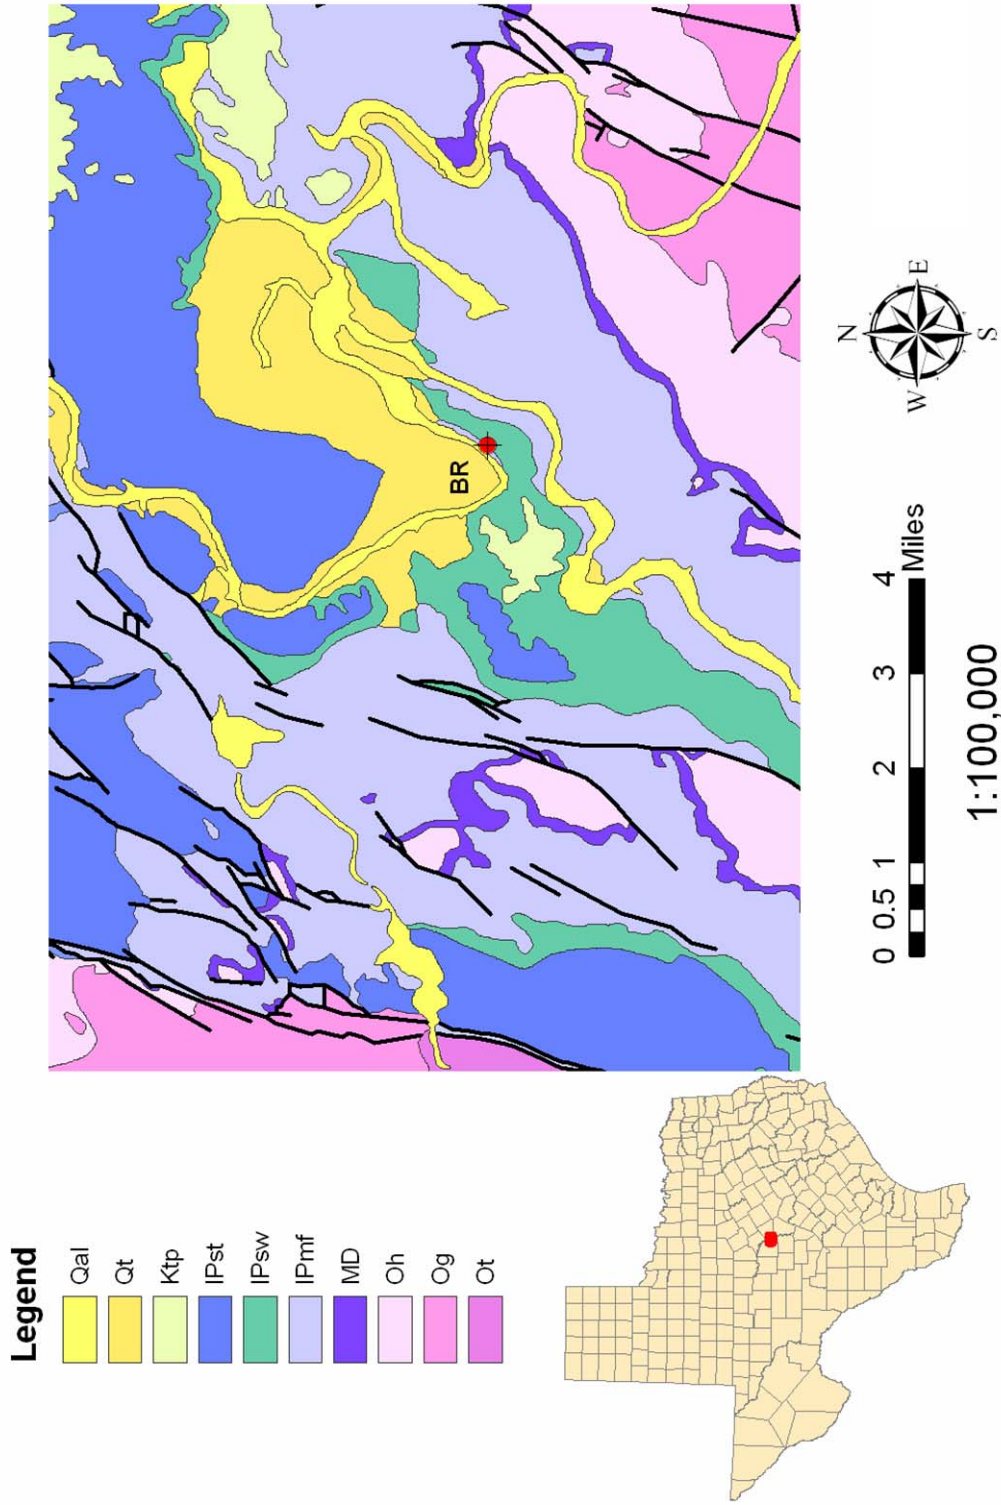 Legend
Qal
Qt
Ktp
IPst
IPsw
IPmf
MD
Oh
Og
Ot
BR
N
W
E
S
0 0.5 1 2 3 4
Miles
1:100,000